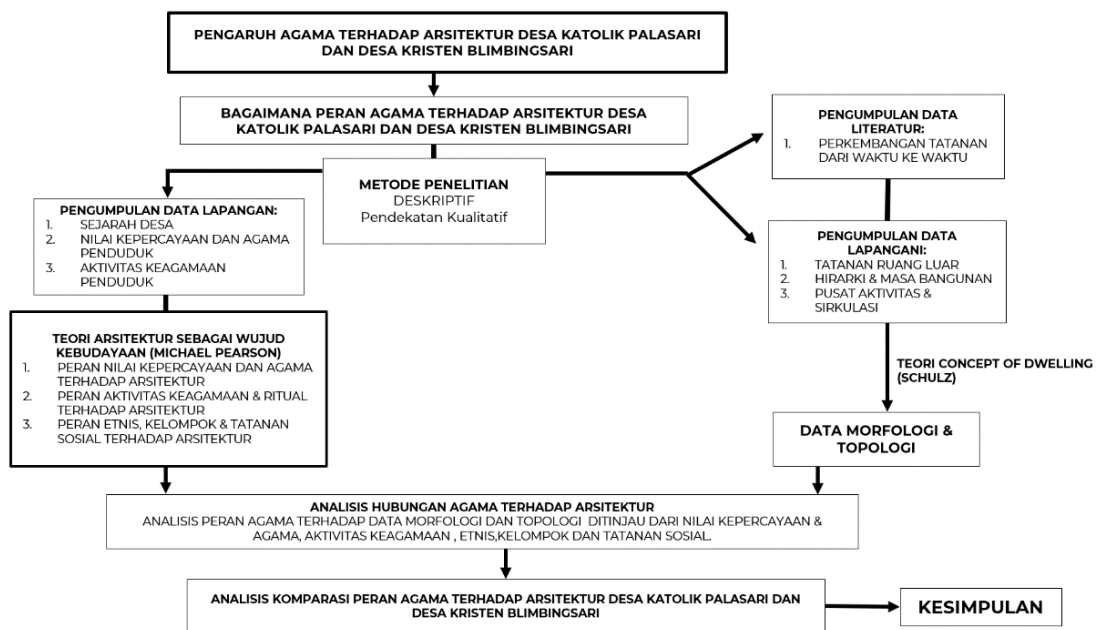 PENGARUH AGAMA TERHADAP ARSITEKTUR DESA KATOLIK PALASARI
DAN DESA KRISTEN BLIMBINGSARI
BAGAIMANA PERAN AGAMA TERHADAP ARSITEKTUR DESA
KATOLIK PALASARI DAN DESA KRISTEN BLIMBINGSARI
METODE PENELITIAN
DESKRIPTIF
Pendekatan Kualitatif
PENGUMPULAN DATA LAPANGAN:
1. SEJARAH DESA
2. NILAI KEPERCAYAAN DAN AGAMA
PENDUDUK
3. AKTIVITAS KEAGAMAAN
PENDUDUK
TEORI ARSITEKTUR SEBAGAI WUJUD
KEBUDAYAAN (MICHAEL PEARSON)
1. PERAN NILAI KEPERCAYAAN DAN AGAMA
TERHADAP ARSITEKTUR
2. PERAN AKTIVITAS KEAGAMAAN & RITUAL
TERHADAP ARSITEKTUR
3. PERAN ETNIS, KELOMPOK & TATANAN
SOSIAL TERHADAP ARSITEKTUR
PENGUMPULAN DATA
LITERATUR:
1. PERKEMBANGAN TATANAN
DARI WAKTU KE WAKTU
PENGUMPULAN DATA
LAPANGANI:
1. TATANAN RUANG LUAR
2. HIRARKI & MASA BANGUNAN
3. PUSAT AKTIVITAS &
SIRKULASI
TEORI CONCEPT OF DWELLING
(SCHULZ)
DATA MORFOLOGI &
TOPOLOGI
ANALISIS HUBUNGAN AGAMA TERHADAP ARSITEKTUR
ANALISIS PERAN AGAMA TERHADAP DATA MORFOLOGI DAN TOPOLOGI DITINJAU DARI NILAI KEPERCAYAAN &
AGAMA, AKTIVITAS KEAGAMAAN , ETNIS,KELOMPOK DAN TATANAN SOSIAL.
ANALISIS KOMPARASI PERAN AGAMA TERHADAP ARSITEKTUR DESA KATOLIK PALASARI DAN
DESA KRISTEN BLIMBINGSARI
KESIMPULAN